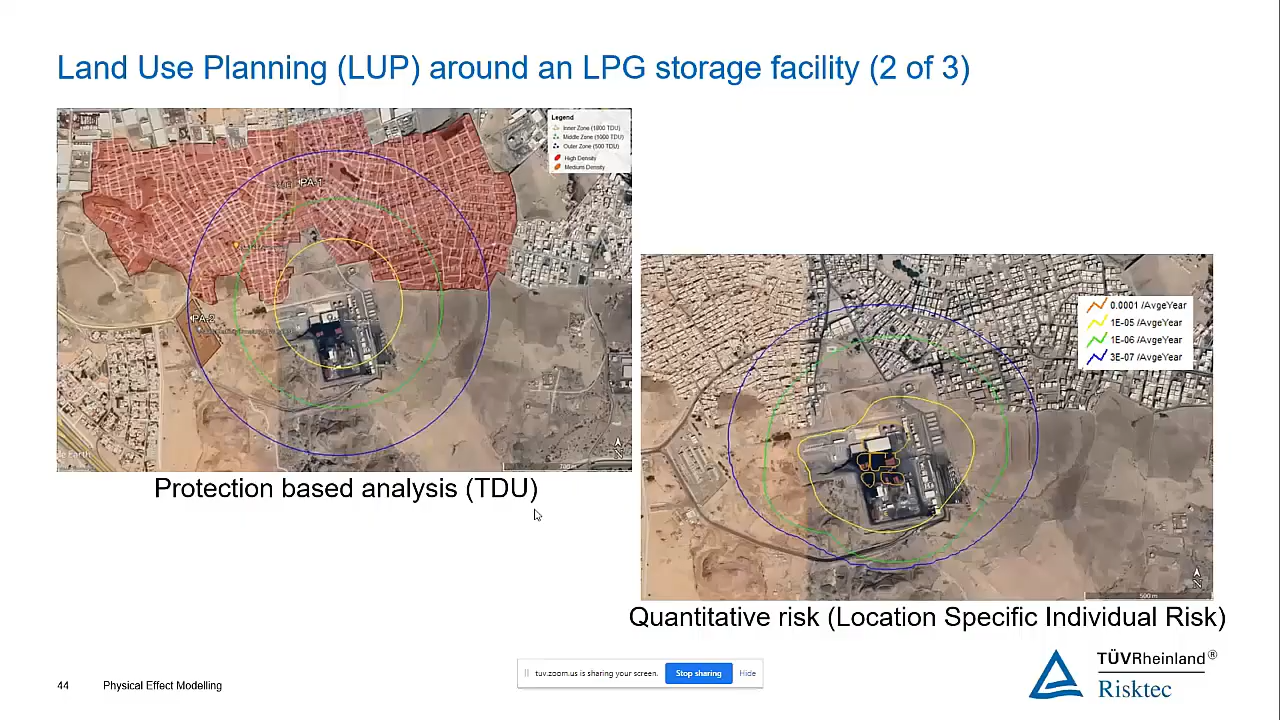 Land Use Planning (LUP) around an LPG storage facility (2 of 3)
Legend
Inner Zone (1800 TDU)
Middle Zone (1000 TDU)
Outer Zone (500 TDU)
High Density
Medium Density
PA-1
PA-2
Earth
700 m
N
Protection based analysis (TDU)
0.0001 /AvgeYear
1E-05 /AvgeYear
1E-06 /AvgeYear
3E-07 /AvgeYear
N
500 m
Quantitative risk (Location Specific Individual Risk)
44
Physical Effect Modelling
tuv.zoom.us is sharing your screen.
Stop sharing
Hide
TÜVRheinland®
Risktec